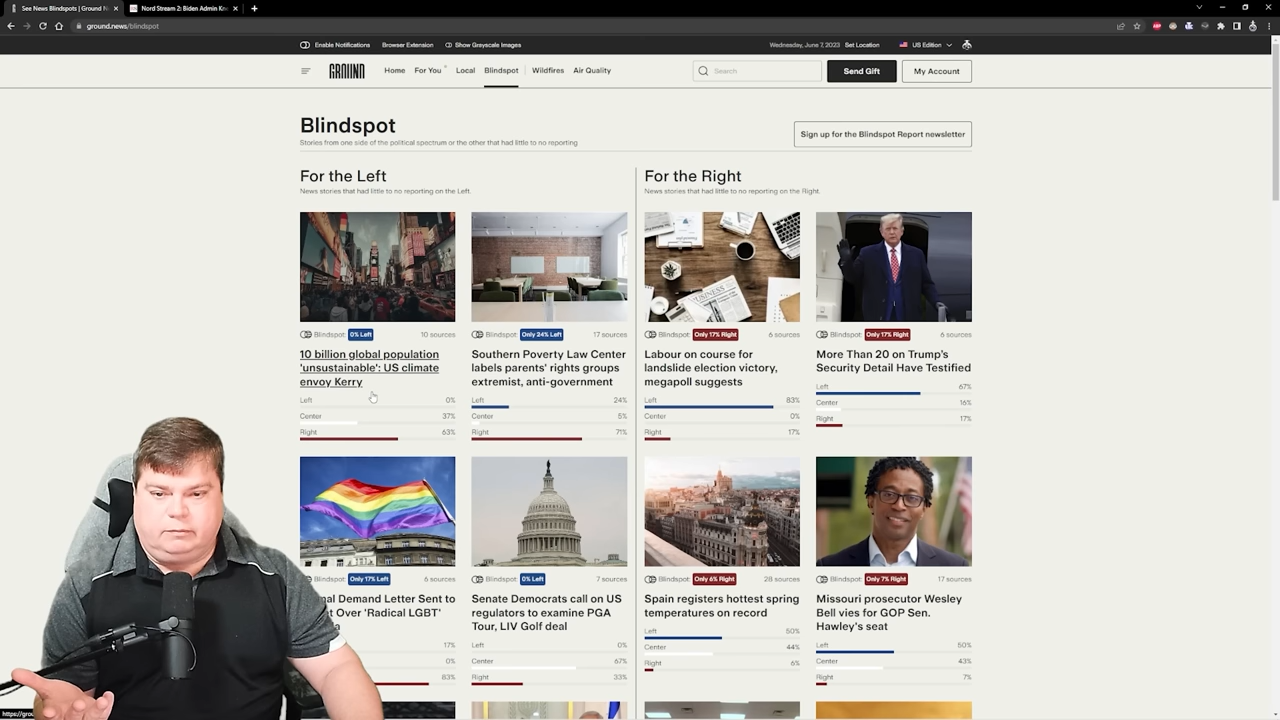 See News Blindspots | Ground N
Nord Stream 2: Biden Admin Kn
ground.news/blindspot
Enable Notifications
Browser Extension
Show Grayscale Images
Wednesday, June 7, 2023
Set Location
US Edition
GROUND
Home
For You
Local
Blindspot
Wildfires
Air Quality
Search
Send Gift
My Account
Blindspot
Stories from one side of the political spectrum or the other that had little to no reporting
Sign up for the Blindspot Report newsletter
For the Left
News stories that had little to no reporting on the Left.
For the Right
News stories that had little to no reporting on the Right.
Blindspot: 0% Left
10 sources
10 billion global population
'unsustainable': US climate
envoy Kerry
Left 0%
Center 37%
Right 63%
Blindspot: Only 24% Left
17 sources
Southern Poverty Law Center
labels parents' rights groups
extremist, anti-government
Left 24%
Center 5%
Right 71%
BUSINESS
Blindspot: Only 17% Right
6 sources
Labour on course for
landslide election victory,
megapoll suggests
Left 83%
Center 0%
Right 17%
Blindspot: Only 17% Right
6 sources
More Than 20 on Trump's
Security Detail Have Testified
Left 67%
Center 16%
Right 17%
Blindspot: Only 17% Left
6 sources
Demand Letter Sent to
Over 'Radical LGBT'
17%
0%
83%
Blindspot: 0% Left
7 sources
Senate Democrats call on US
regulators to examine PGA
Tour, LIV Golf deal
Left 0%
Center 67%
Right 33%
Blindspot: Only 6% Right
28 sources
Spain registers hottest spring
temperatures on record
Left 50%
Center 44%
Right 6%
Blindspot: Only 7% Right
17 sources
Missouri prosecutor Wesley
Bell vies for GOP Sen.
Hawley's seat
Left 50%
Center 43%
Right 7%